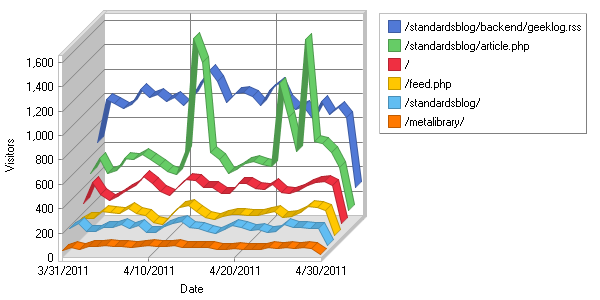 /standardsblog/backend/geeklog.rss
/standardsblog/article.php
/
/feed.php
/standardsblog/
/metalibrary/
1,600
1,400
1,200
1,000
800
600
400
200
0
Visitors
3/31/2011 4/10/2011 4/20/2011 4/30/2011
Date